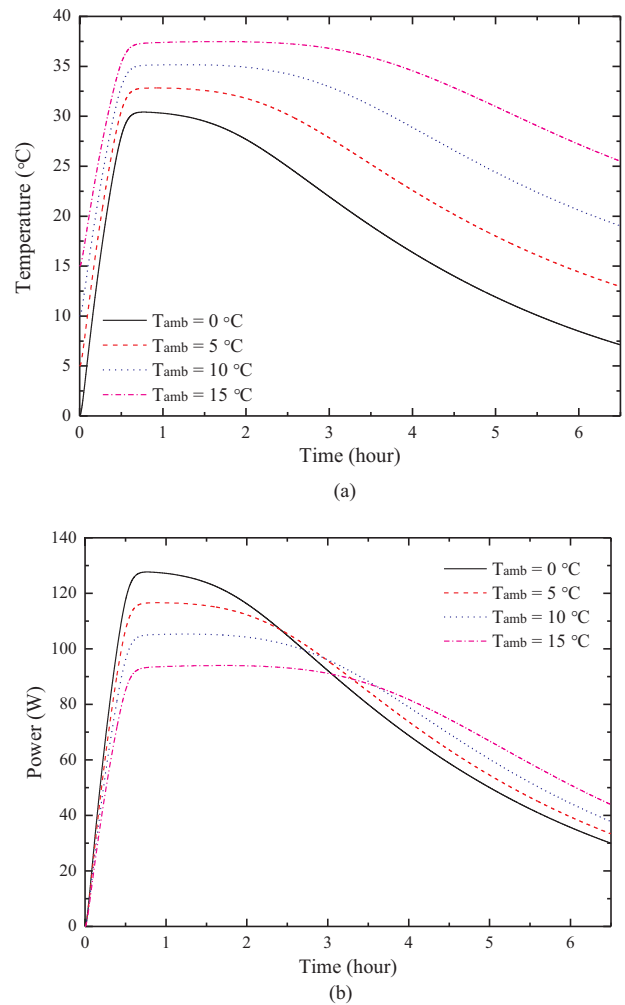 40
35
30
25
20
15
10
5
0
Temperature (°C)
Tamb = 0 °C
Tamb = 5 °C
Tamb = 10 °C
Tamb = 15 °C
0 1 2 3 4 5 6
Time (hour)
(a)
140
120
100
80
60
40
20
0
Power (W)
Tamb = 0 °C
Tamb = 5 °C
Tamb = 10 °C
Tamb = 15 °C
0 1 2 3 4 5 6
Time (hour)
(b)